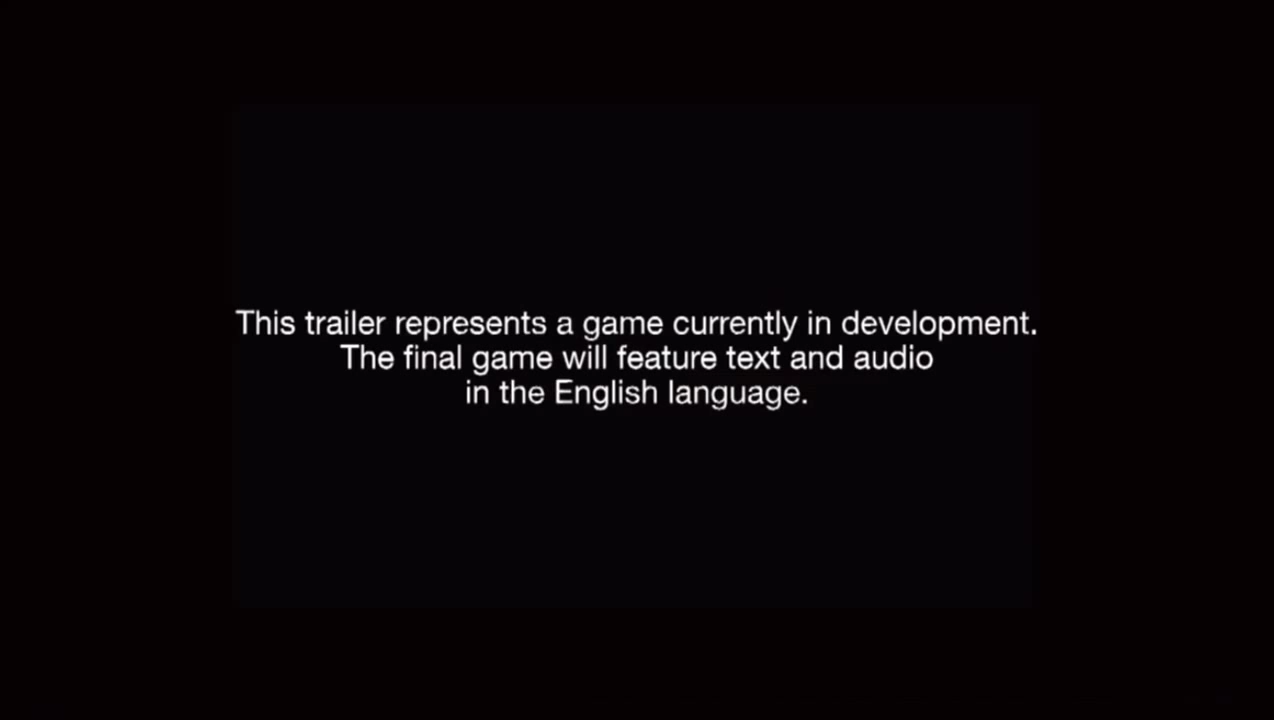 This trailer represents a game currently in development.
The final game will feature text and audio
in the English language.